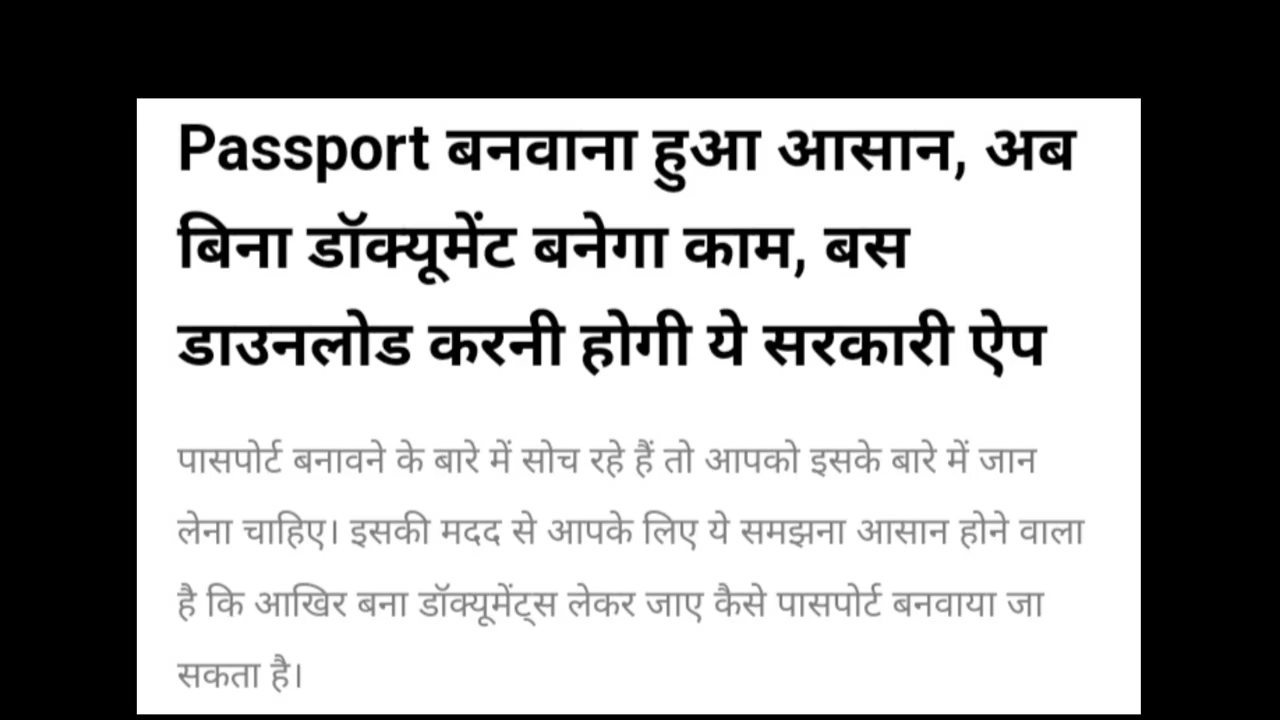 Passport बनवाना हुआ आसान, अब
बिना डॉक्यूमेंट बनेगा काम, बस
डाउनलोड करनी होगी ये सरकारी ऐप
पासपोर्ट बनावने के बारे में सोच रहे हैं तो आपको इसके बारे में जान
लेना चाहिए। इसकी मदद से आपके लिए ये समझना आसान होने वाला
है कि आखिर बना डॉक्यूमेंट्स लेकर जाए कैसे पासपोर्ट बनवाया जा
सकता है।